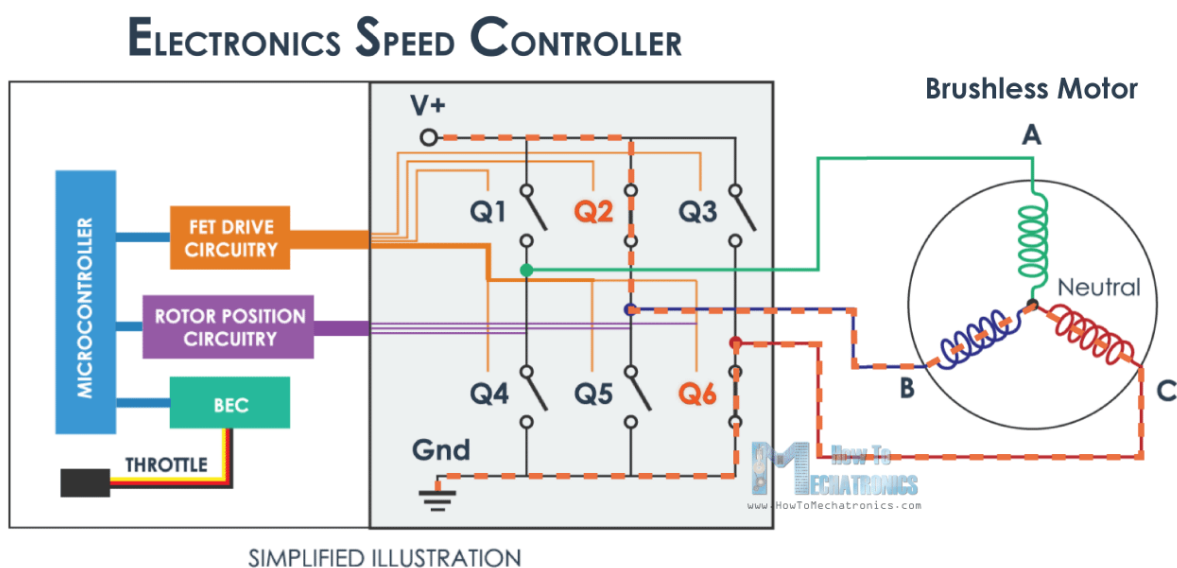 ELECTRONICS SPEED CONTROLLER
Brushless Motor
V+
A
MICROCONTROLLER
FET DRIVE
CIRCUITRY
Q1
Q2
Q3
Neutral
ROTOR POSITION
CIRCUITRY
B
C
BEC
Q4
Q5
Q6
THROTTLE
Gnd
How To
MECHATRONICS
www.HowToMechatronics.com
SIMPLIFIED ILLUSTRATION